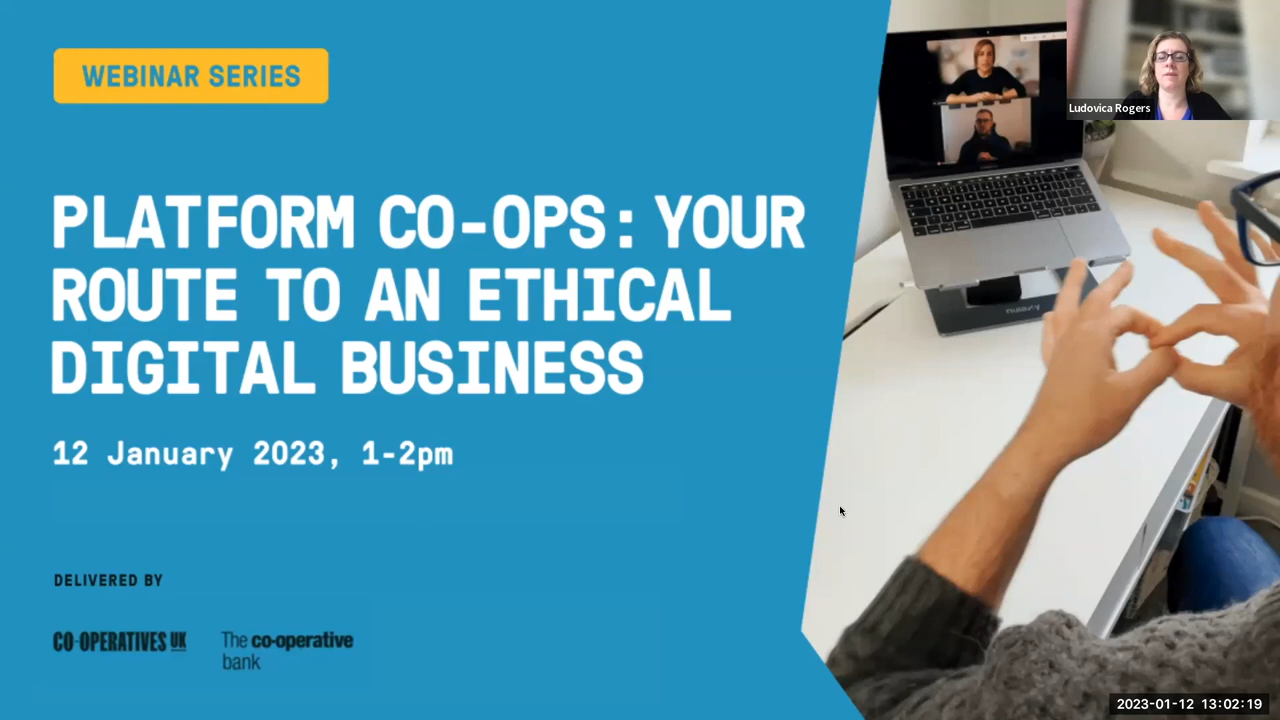 WEBINAR SERIES
Ludovica Rogers
PLATFORM CO-OPS: YOUR
ROUTE TO AN ETHICAL
DIGITAL BUSINESS
12 January 2023, 1-2pm
DELIVERED BY
CO-OPERATIVES UK
The co-operative
bank
2023-01-12 13:02:19